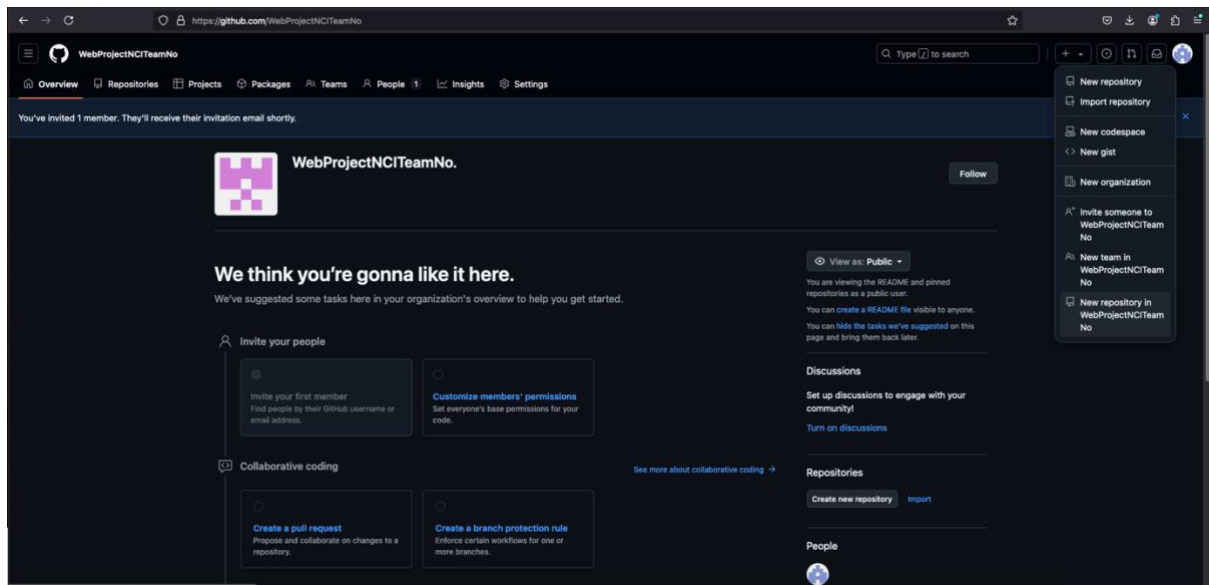 https://github.com/WebProjectNCITeamNo
WebProjectNCITeamNo
Type / to search
Overview Repositories Projects Packages Teams People 1 Insights Settings
You've invited 1 member. They'll receive their invitation email shortly.
New repository
Import repository
New codespace
New gist
New organization
Invite someone to
WebProjectNCITeam
No
New team in
WebProjectNCITeam
No
New repository in
WebProjectNCITeam
No
WebProjectNCITeamNo.
Follow
We think you're gonna like it here.
We've suggested some tasks here in your organization's overview to help you get started.
Invite your people
Invite your first member
Find people by their GitHub username or
email address.
Customize members' permissions
Set everyone's base permissions for your
code.
Collaborative coding
See more about collaborative coding →
Create a pull request
Propose and collaborate on changes to a
repository.
Create a branch protection rule
Enforce certain workflows for one or
more branches.
View as: Public
You are viewing the README and pinned
repositories as a public user.
You can create a README file visible to anyone.
You can hide the tasks we've suggested on this
page and bring them back later.
Discussions
Set up discussions to engage with your
community!
Turn on discussions
Repositories
Create new repository Import
People